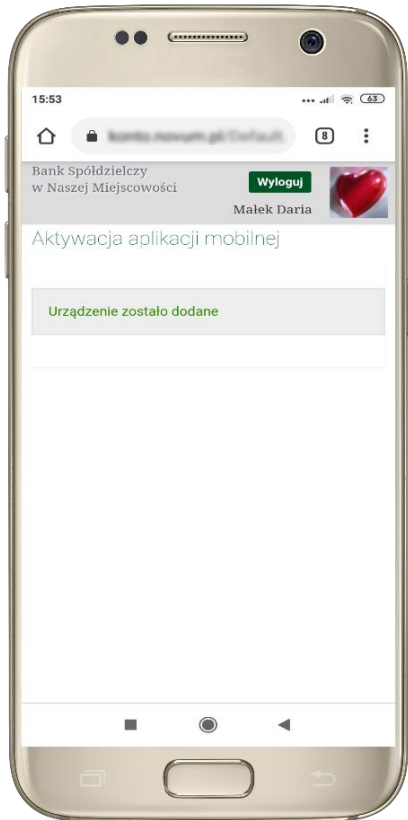 15:53
63
8
Bank Spółdzielczy
w Naszej Miejscowości
Wyloguj
Małek Daria
Aktywacja aplikacji mobilnej
Urządzenie zostało dodane